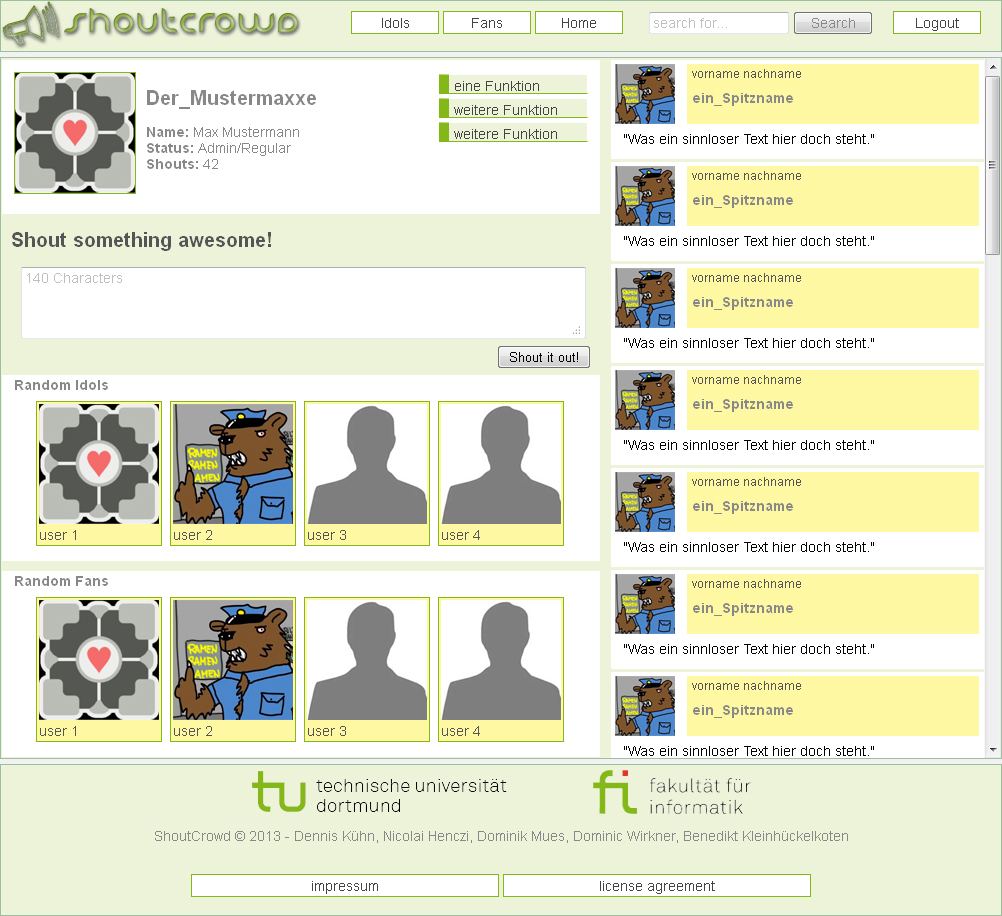 shoutcrowd
Idols
Fans
Home
search for...
Search
Logout
Der_Mustermaxxe
Name: Max Mustermann
Status: Admin/Regular
Shouts: 42
eine Funktion
weitere Funktion
weitere Funktion
Shout something awesome!
140 Characters
Shout it out!
Random Idols
RAMEN
RAMEN
RAMEN
user 1
user 2
user 3
user 4
Random Fans
RAMEN
RAMEN
RAMEN
user 1
user 2
user 3
user 4
vorname nachname
ein_Spitzname
"Was ein sinnloser Text hier doch steht."
vorname nachname
ein_Spitzname
"Was ein sinnloser Text hier doch steht."
vorname nachname
ein_Spitzname
"Was ein sinnloser Text hier doch steht."
vorname nachname
ein_Spitzname
"Was ein sinnloser Text hier doch steht."
vorname nachname
ein_Spitzname
"Was ein sinnloser Text hier doch steht."
vorname nachname
ein_Spitzname
"Was ein sinnloser Text hier doch steht."
vorname nachname
ein_Spitzname
"Was ein sinnloser Text hier doch steht."
tu technische universität
dortmund
fi fakultät für
informatik
ShoutCrowd © 2013 - Dennis Kühn, Nicolai Henczi, Dominik Mues, Dominic Wirkner, Benedikt Kleinhückelkoten
impressum
license agreement